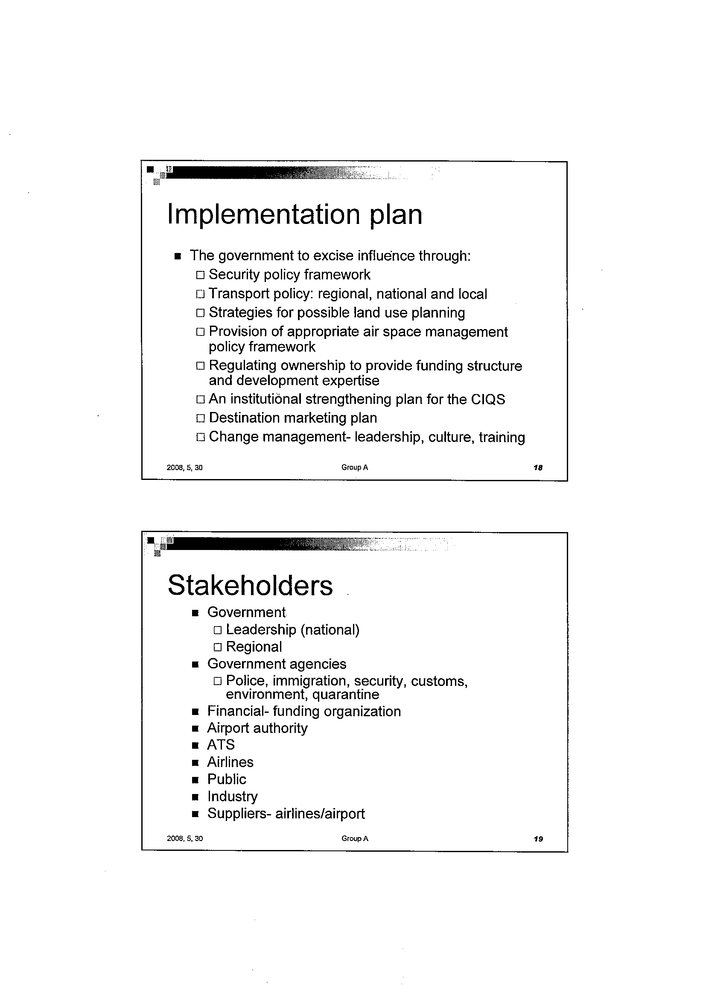 Implementation plan
■ The government to excise influence through:
□ Security policy framework
□ Transport policy: regional, national and local
□ Strategies for possible land use planning
□ Provision of appropriate air space management
policy framework
□ Regulating ownership to provide funding structure
and development expertise
□ An institutional strengthening plan for the CIQS
□ Destination marketing plan
□ Change management- leadership, culture, training
2008, 5, 30 Group A 18
Stakeholders
■ Government
□ Leadership (national)
□ Regional
■ Government agencies
□ Police, immigration, security, customs,
environment, quarantine
■ Financial- funding organization
■ Airport authority
■ ATS
■ Airlines
■ Public
■ Industry
■ Suppliers- airlines/airport
2008, 5, 30 Group A 19